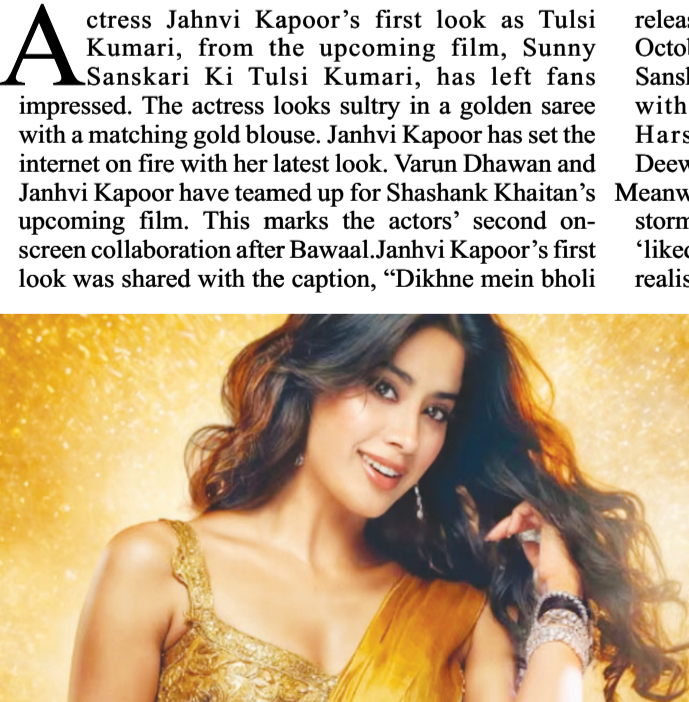 Actress Jahnvi Kapoor’s first look as Tulsi
Kumari, from the upcoming film, Sunny
Sanskari Ki Tulsi Kumari, has left fans
impressed. The actress looks sultry in a golden saree
with a matching gold blouse. Janhvi Kapoor has set the
internet on fire with her latest look. Varun Dhawan and
Janhvi Kapoor have teamed up for Shashank Khaitan’s
upcoming film. This marks the actors’ second on-
screen collaboration after Bawaal.Janhvi Kapoor’s first
look was shared with the caption, “Dikhne mein bholi
with